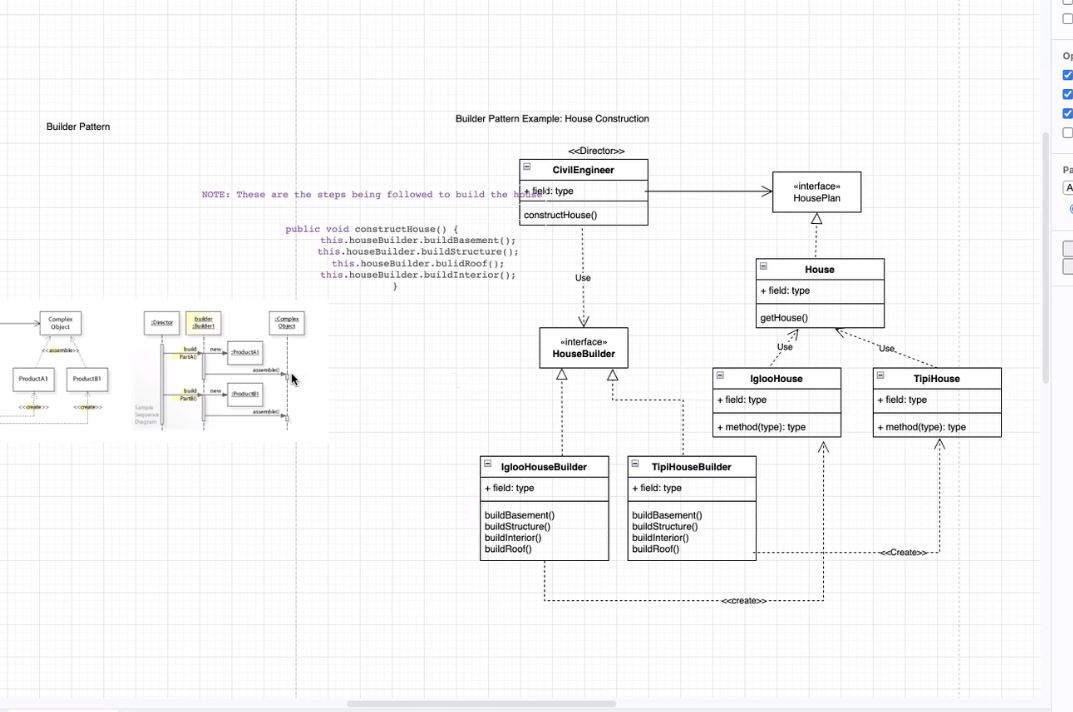 Builder Pattern
Builder Pattern Example: House Construction
<<Director>>
CivilEngineer
+ field: type
constructHouse()
NOTE: These are the steps being followed to build the house
public void constructHouse() {
this.houseBuilder.buildBasement();
this.houseBuilder.buildStructure();
this.houseBuilder.bulidRoof();
this.houseBuilder.buildInterior();
}
«interface»
HousePlan
House
+ field: type
getHouse()
Use
«interface»
HouseBuilder
Use
Use
IglooHouse
+ field: type
+ method(type): type
TipiHouse
+ field: type
+ method(type): type
IglooHouseBuilder
+ field: type
buildBasement()
buildStructure()
buildInterior()
buildRoof()
TipiHouseBuilder
+ field: type
buildBasement()
buildStructure()
buildInterior()
buildRoof()
<<Create>>
<<create>>
Complex
Object
<<assemble>>
ProductA1
ProductB1
<<create>>
<<create>>
:Director
builder
:Builder1
:Complex
Object
build
PartA()
new
:ProductA1
assemble()
build
PartB()
new
:ProductB1
assemble()
Sample
Sequence
Diagram
Op
Pa
A